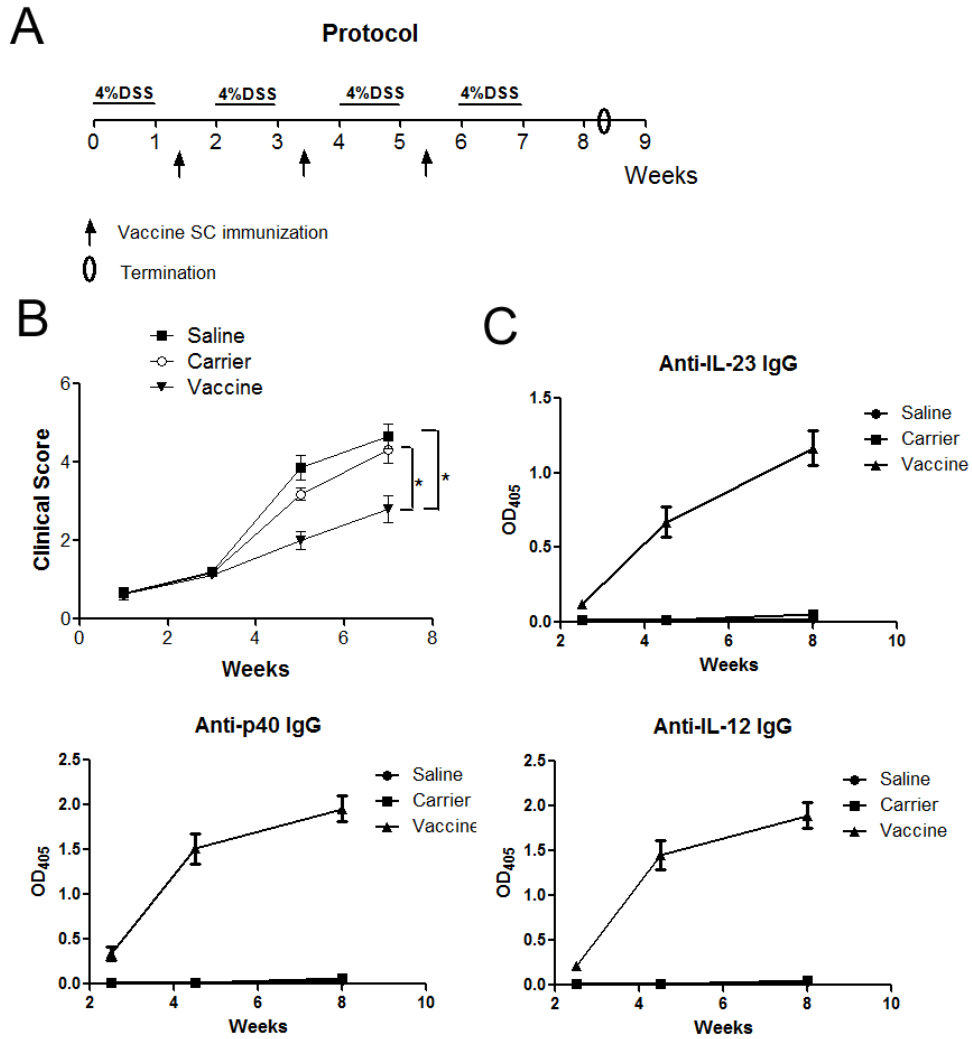 A
Protocol
4%DSS 4%DSS 4%DSS 4%DSS
0 1 2 3 4 5 6 7 8 9
Weeks
Vaccine SC immunization
Termination
B
Saline
Carrier
Vaccine
6
4
2
0
Clinical Score
* *
0 2 4 6 8
Weeks
C
Anti-IL-23 IgG
Saline
Carrier
Vaccine
1.5
1.0
0.5
0.0
OD405
2 4 6 8 10
Weeks
Anti-p40 IgG
Saline
Carrier
Vaccine
2.5
2.0
1.5
1.0
0.5
0.0
OD405
2 4 6 8 10
Weeks
Anti-IL-12 IgG
Saline
Carrier
Vaccine
2.5
2.0
1.5
1.0
0.5
0.0
OD405
2 4 6 8 10
Weeks